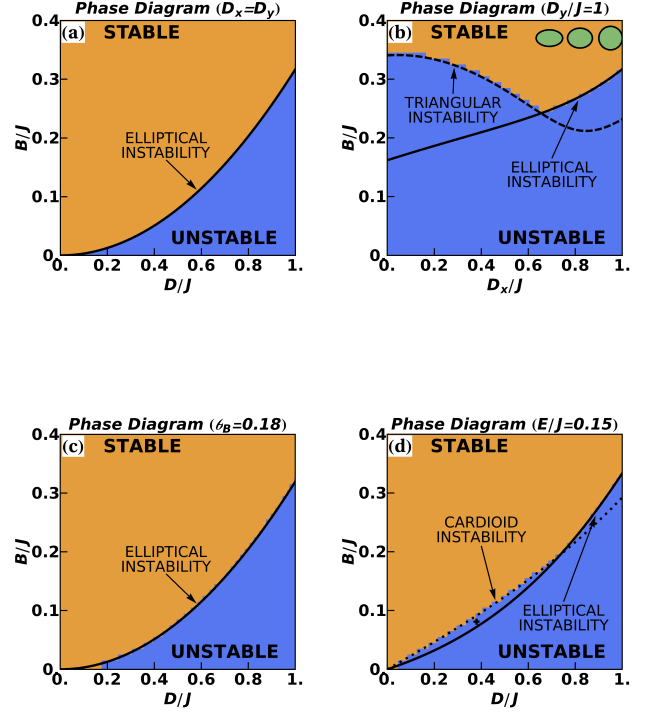 Phase Diagram (Dx=Dy)
(a)
STABLE
ELLIPTICAL
INSTABILITY
UNSTABLE
0.4
0.3
0.2
0.1
0
B/J
0. 0.2 0.4 0.6 0.8 1.
D/J
Phase Diagram (Dy/J=1)
(b)
STABLE
TRIANGULAR
INSTABILITY
ELLIPTICAL
INSTABILITY
UNSTABLE
0.4
0.3
0.2
0.1
0
B/J
0. 0.2 0.4 0.6 0.8 1.
Dx/J
Phase Diagram (θB=0.18)
(c)
STABLE
ELLIPTICAL
INSTABILITY
UNSTABLE
0.4
0.3
0.2
0.1
0
B/J
0. 0.2 0.4 0.6 0.8 1.
D/J
Phase Diagram (E/J=0.15)
(d)
STABLE
CARDIOID
INSTABILITY
ELLIPTICAL
INSTABILITY
UNSTABLE
0.4
0.3
0.2
0.1
0
B/J
0. 0.2 0.4 0.6 0.8 1.
D/J